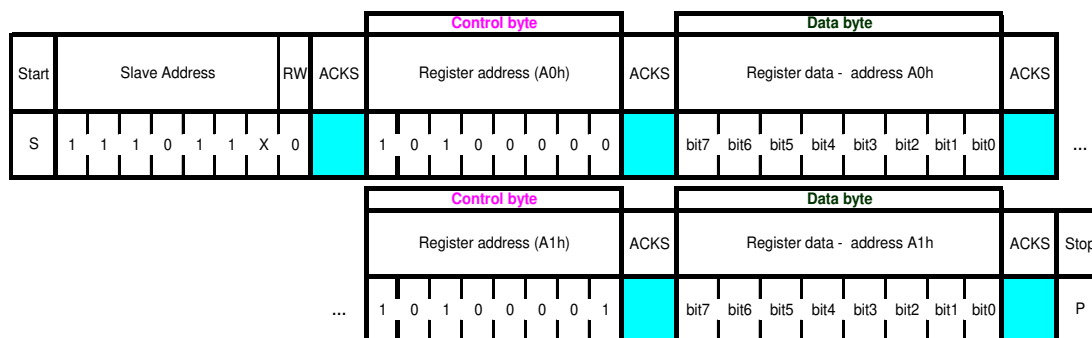 Control byte Data byte
Start Slave Address RW ACKS Register address (A0h) ACKS Register data - address A0h ACKS
S 1 1 1 0 1 1 X 0 1 0 1 0 0 0 0 0 bit7 bit6 bit5 bit4 bit3 bit2 bit1 bit0 ...
Control byte Data byte
Register address (A1h) ACKS Register data - address A1h ACKS Stop
... 1 0 1 0 0 0 0 1 bit7 bit6 bit5 bit4 bit3 bit2 bit1 bit0 P